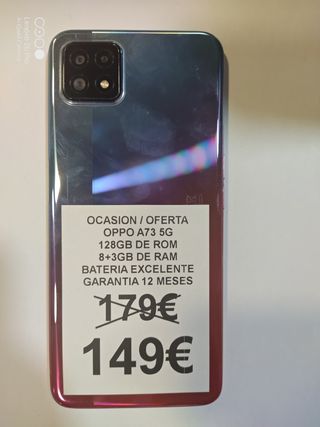 OCASION / OFERTA
OPPO A73 5G
128GB DE ROM
8+3GB DE RAM
BATERIA EXCELENTE
GARANTIA 12 MESES
179€
149€